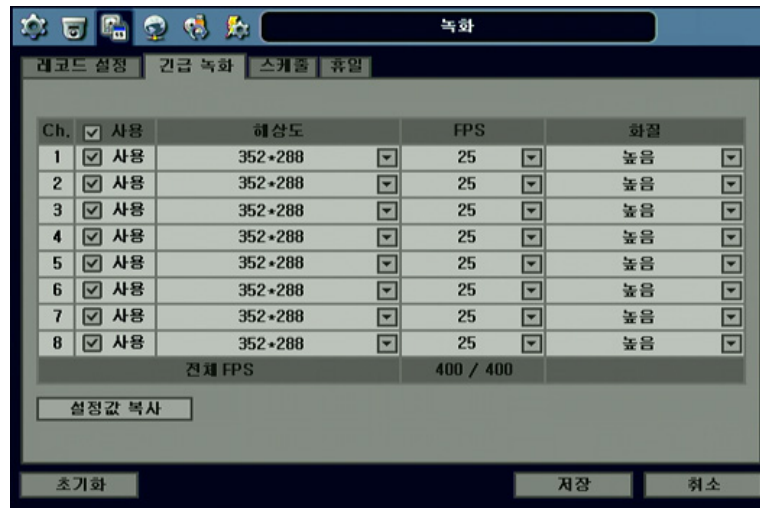 녹화
레코드 설정 긴급 녹화 스케줄 휴일
Ch. 사용 해상도 FPS 화질
1 사용 352*288 25 높음
2 사용 352*288 25 높음
3 사용 352*288 25 높음
4 사용 352*288 25 높음
5 사용 352*288 25 높음
6 사용 352*288 25 높음
7 사용 352*288 25 높음
8 사용 352*288 25 높음
전체 FPS 400 / 400
설정값 복사
초기화 저장 취소